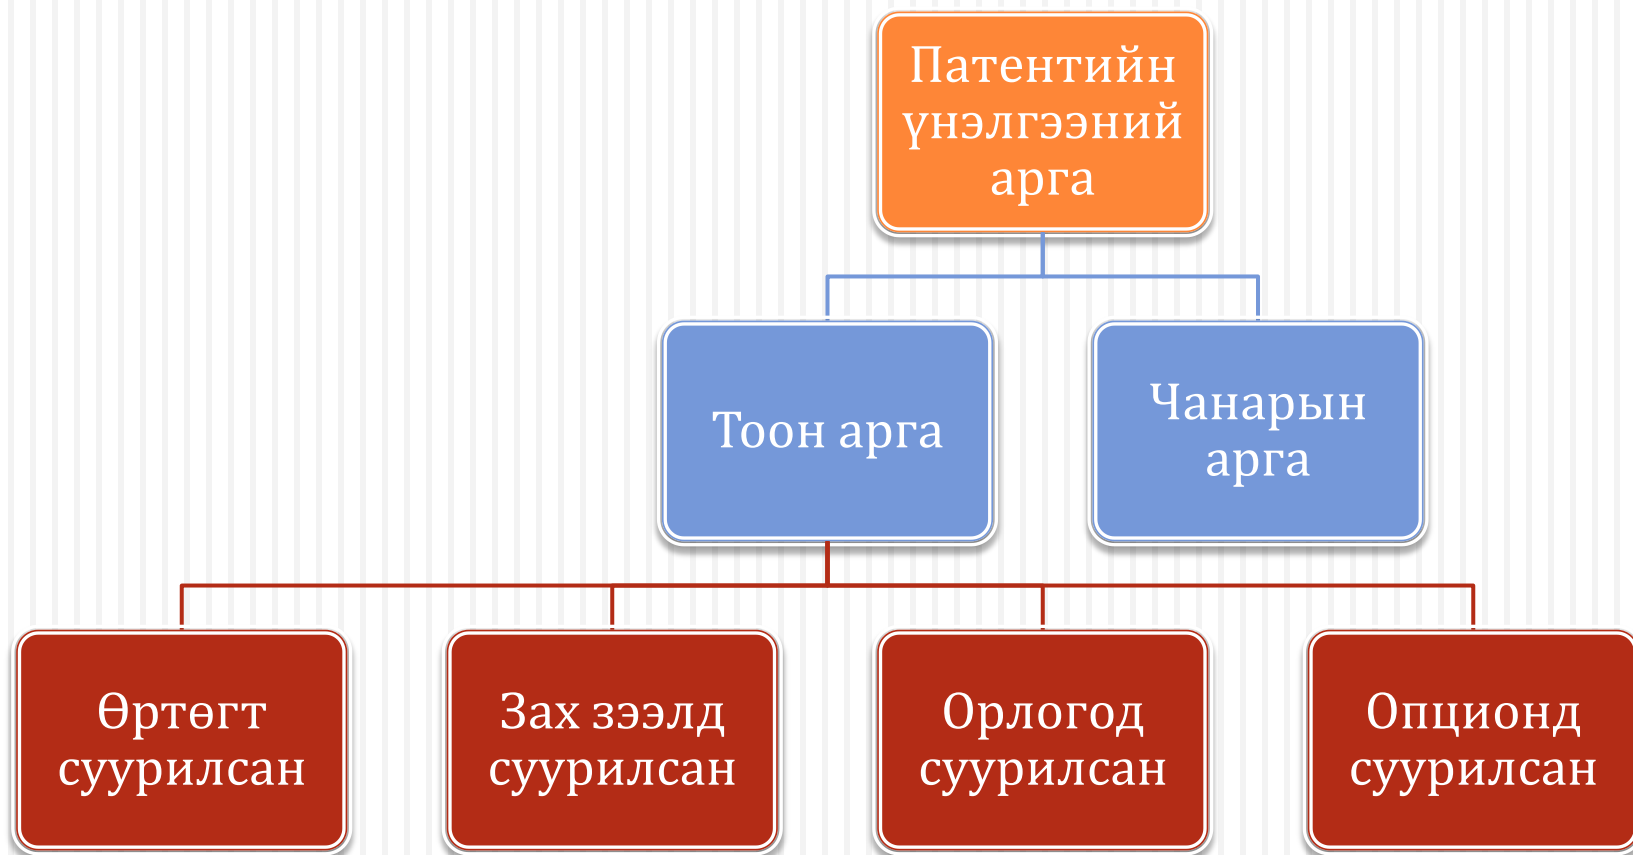 Патентийн
үнэлгээний
арга
Тоон арга
Чанарын
арга
Өртөгт
суурилсан
Зах зээлд
суурилсан
Орлогод
суурилсан
Опционд
суурилсан